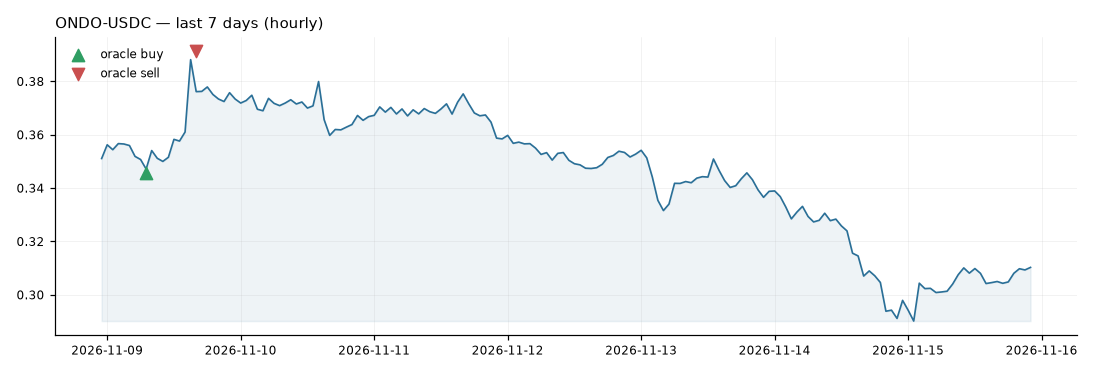 ONDO-USDC — last 7 days (hourly)
oracle buy
oracle sell
0.38
0.36
0.34
0.32
0.30
2026-11-09 2026-11-10 2026-11-11 2026-11-12 2026-11-13 2026-11-14 2026-11-15 2026-11-16